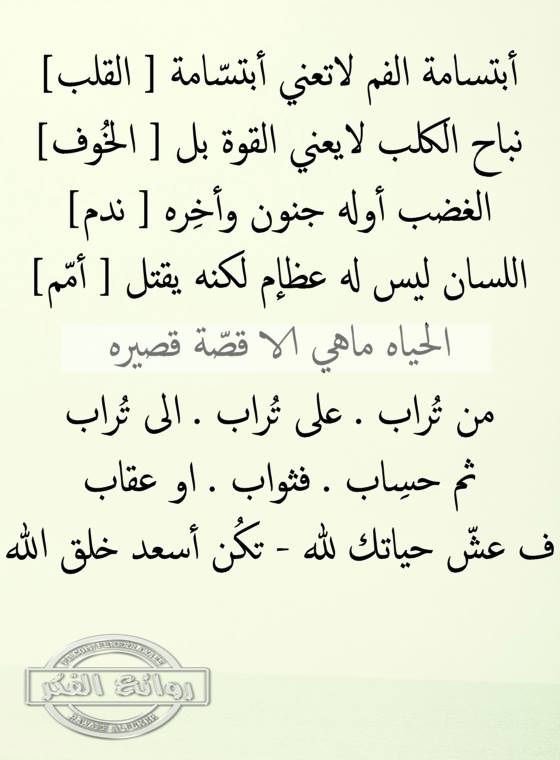 أبتسامة الفم لاتعني أبتسّامة [ القلب]
نباح الكلب لايعني القوة بل [ الخُوف]
الغضب أوله جنون وأخِره [ ندم]
اللسان ليس له عظإم لكنه يقتل [ أمّم]
الحياه ماهي الا قصّة قصيره
من تُراب . على تُراب . الى تُراب
ثم حسِاب . فثواب . او عقاب
ف عشّ حياتك لله - تكُن أسعد خلق الله
روائع الفكر